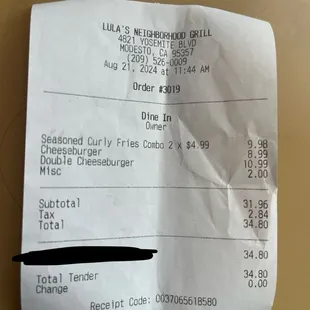 LULA'S NEIGHBORHOOD GRILL
4821 YOSEMITE BLVD
MODESTO, CA 95357
(209) 526-0009
Aug 21, 2024 at 11:44 AM
Order #3019
Dine In
Owner
Seasoned Curly Fries Combo 2 x $4.99 9.98
Cheeseburger 8.99
Double Cheeseburger 10.99
Misc 2.00
Subtotal 31.96
Tax 2.84
Total 34.80
34.80
Total Tender 34.80
Change 0.00
Receipt Code: 0037065618580